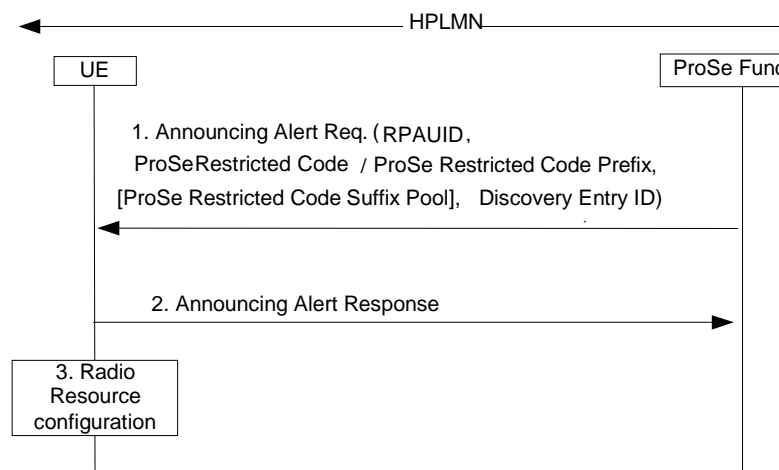 HPLMN
UE
ProSe Func
1. Announcing Alert Req. (RPAUID,
ProSeRestricted Code / ProSe Restricted Code Prefix,
[ProSe Restricted Code Suffix Pool], Discovery Entry ID)
2. Announcing Alert Response
3. Radio
Resource
configuration